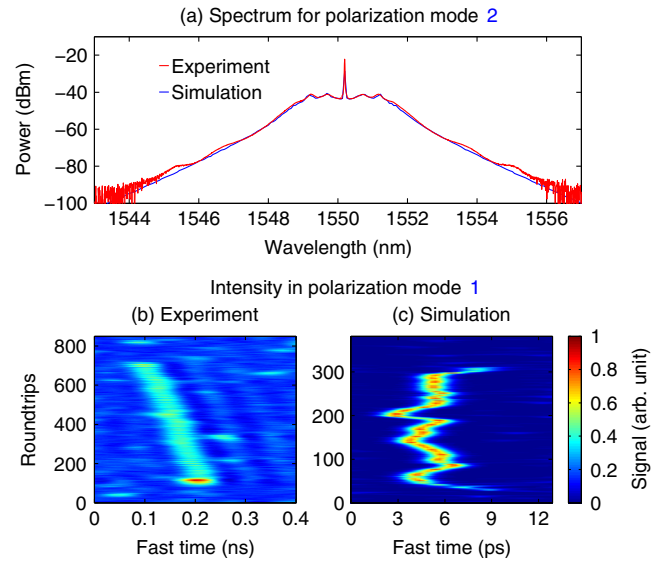 (a) Spectrum for polarization mode 2
−20
−40
−60
−80
−100
Power (dBm)
Experiment
Simulation
1544 1546 1548 1550 1552 1554 1556
Wavelength (nm)
Intensity in polarization mode 1
(b) Experiment
(c) Simulation
800
600
400
200
0
Roundtrips
0 0.1 0.2 0.3 0.4
Fast time (ns)
300
200
100
0
0 3 6 9 12
Fast time (ps)
1
0.8
0.6
0.4
0.2
0
Signal (arb. unit)